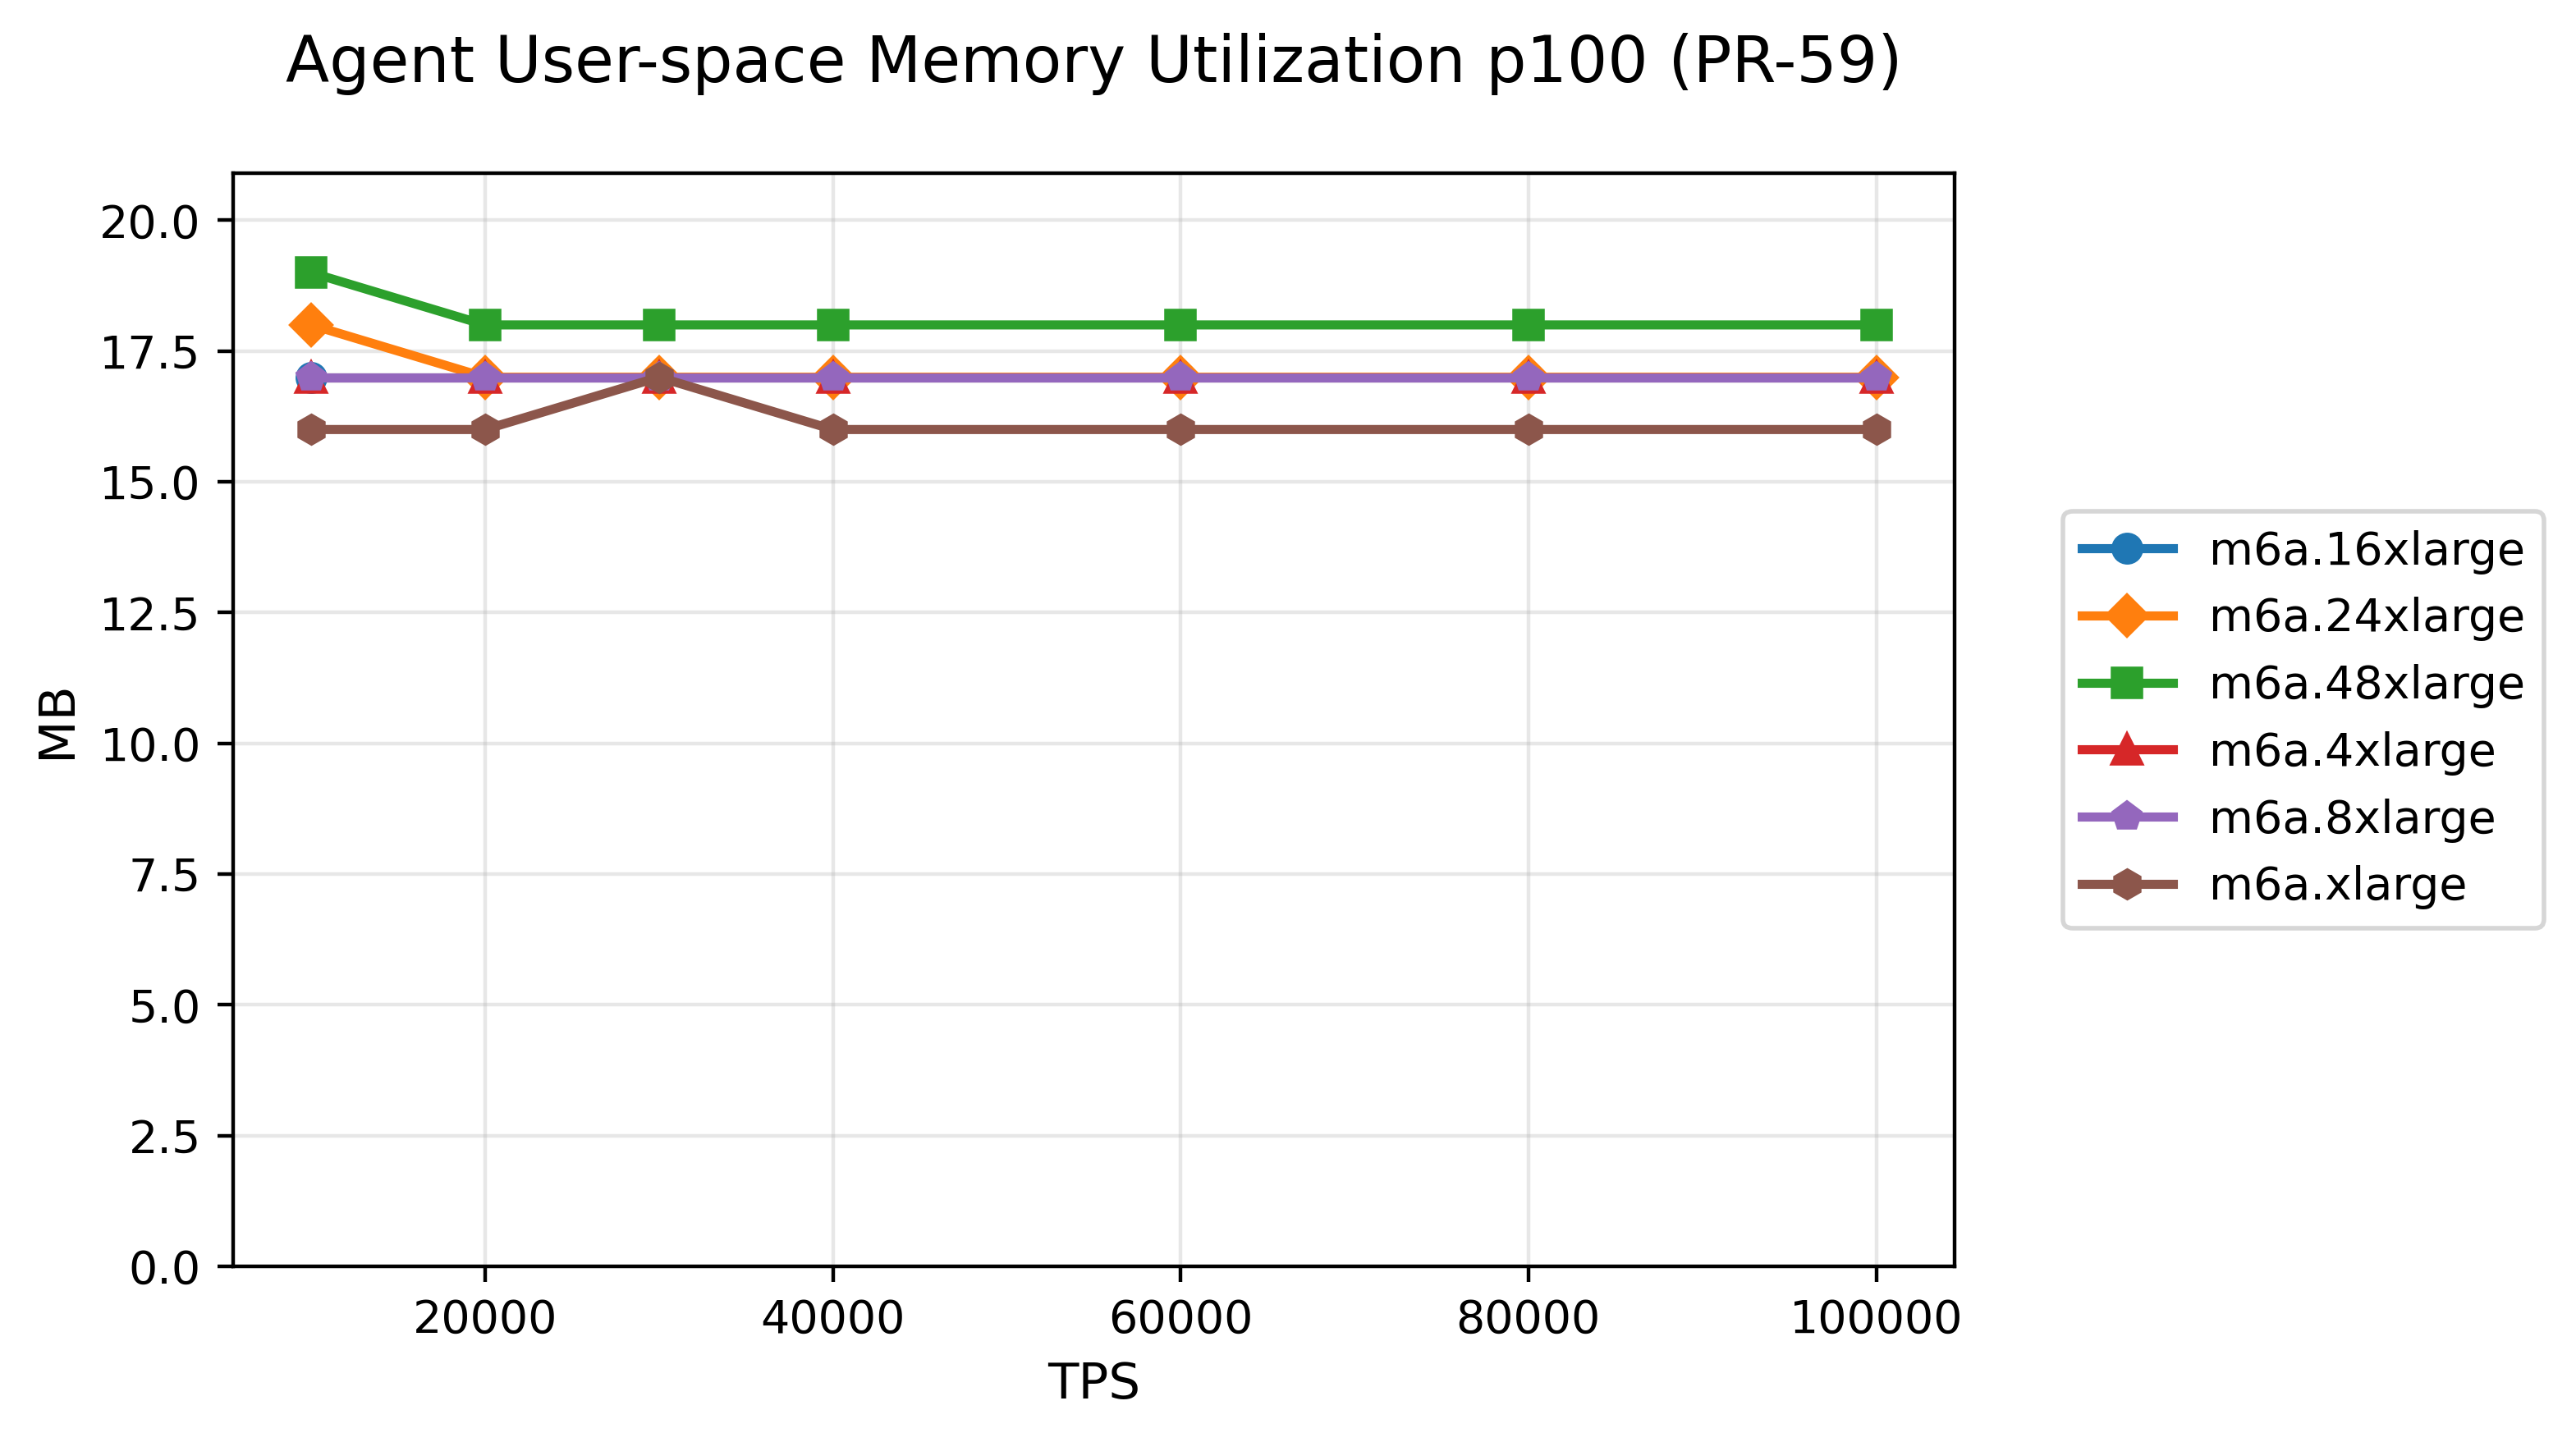 Agent User-space Memory Utilization p100 (PR-59)
MB
20.0
17.5
15.0
12.5
10.0
7.5
5.0
2.5
0.0
20000
40000
60000
80000
100000
TPS
m6a.16xlarge
m6a.24xlarge
m6a.48xlarge
m6a.4xlarge
m6a.8xlarge
m6a.xlarge